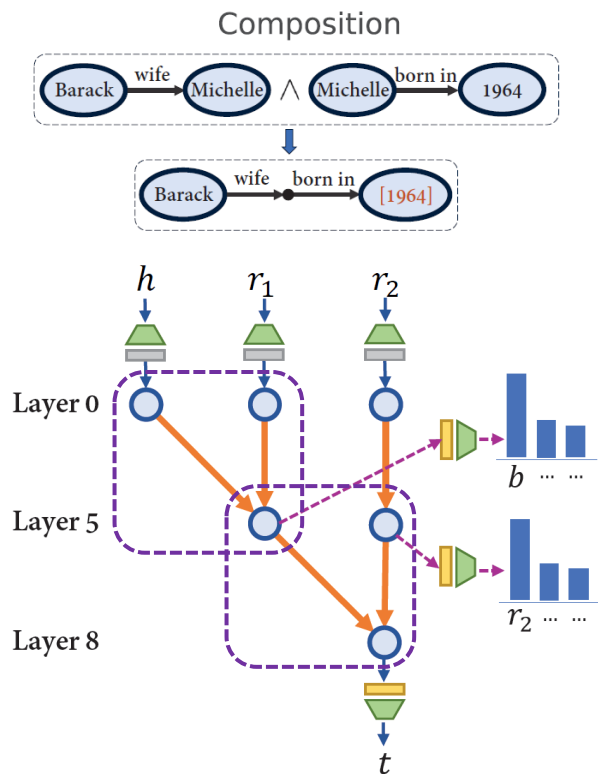 Composition
Barack wife Michelle ∧ Michelle born in 1964
Barack wife born in [1964]
h r₁ r₂
Layer 0
b ... ...
Layer 5
r₂ ... ...
Layer 8
t